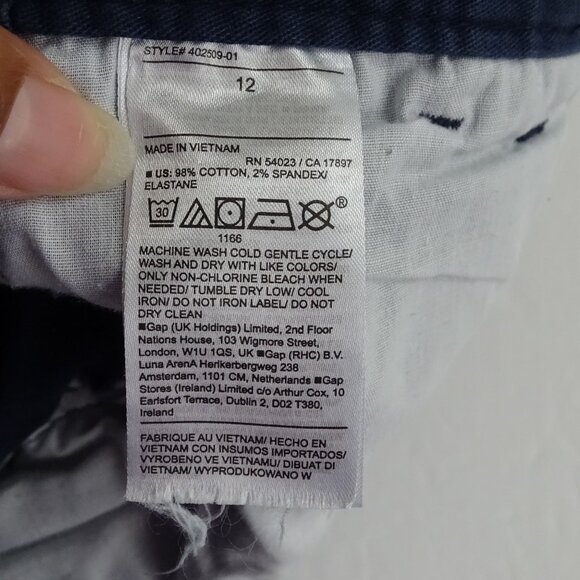 STYLE# 402509-01
12
MADE IN VIETNAM
RN 54023 / CA 17897
■ US: 98% COTTON, 2% SPANDEX/
ELASTANE
30
®
1166
MACHINE WASH COLD GENTLE CYCLE/
WASH AND DRY WITH LIKE COLORS/
ONLY NON-CHLORINE BLEACH WHEN
NEEDED/ TUMBLE DRY LOW/ COOL
IRON/ DO NOT IRON LABEL/ DO NOT
DRY CLEAN
■Gap (UK Holdings) Limited, 2nd Floor
Nations House, 103 Wigmore Street,
London, W1U 1QS, UK ■Gap (RHC) B.V.
Luna ArenA Herikerbergweg 238
Amsterdam, 1101 CM, Netherlands ■Gap
Stores (Ireland) Limited c/o Arthur Cox, 10
Earlsfort Terrace, Dublin 2, D02 T380,
Ireland
FABRIQUE AU VIETNAM/ HECHO EN
VIETNAM CON INSUMOS IMPORTADOS/
VYROBENO VE VIETNAMU/ DIBUAT DI
VIETNAM/ WYPRODUKOWANO W